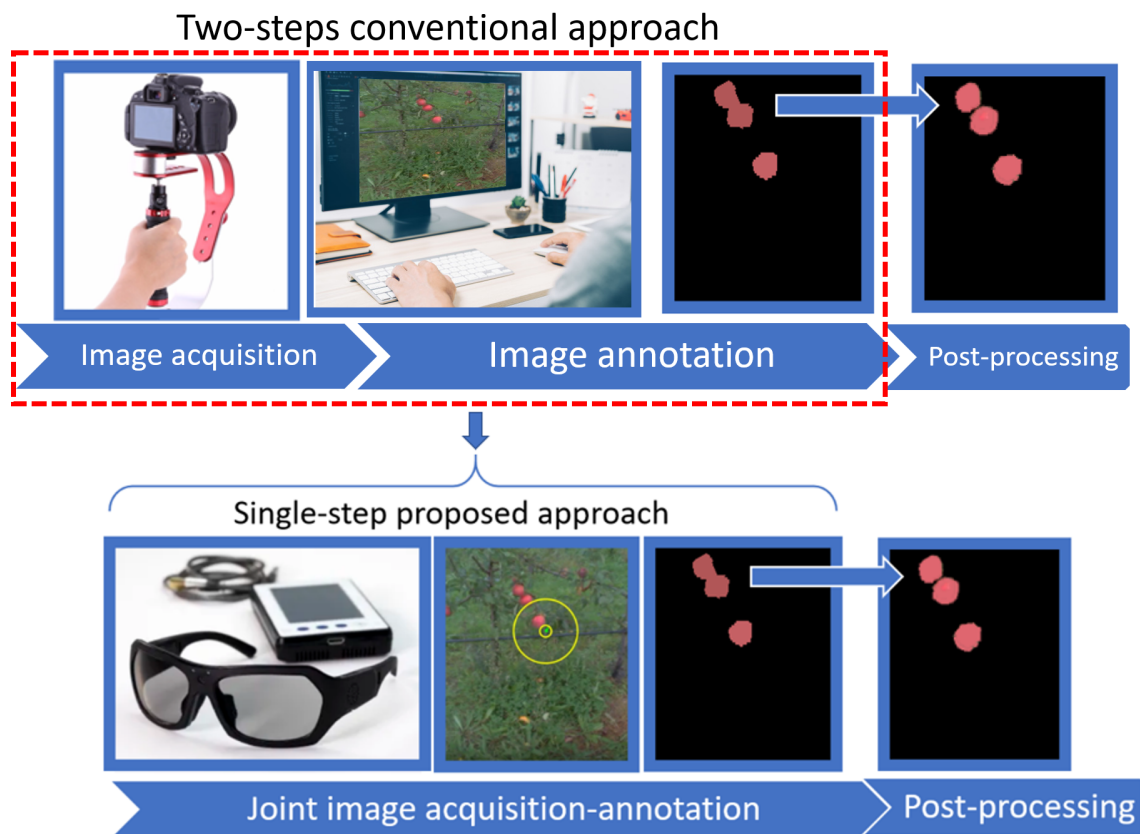 Two-steps conventional approach
Image acquisition
Image annotation
Post-processing
Single-step proposed approach
Joint image acquisition-annotation
Post-processing